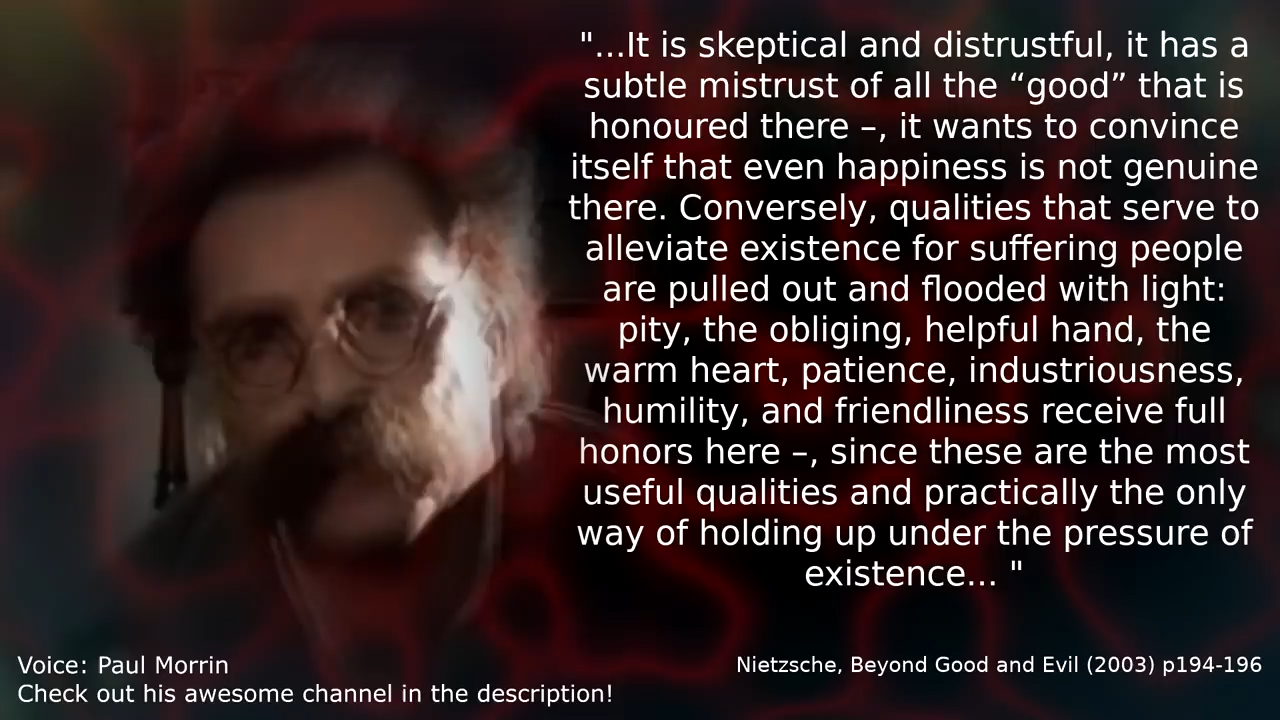 "...It is skeptical and distrustful, it has a
subtle mistrust of all the “good” that is
honoured there –, it wants to convince
itself that even happiness is not genuine
there. Conversely, qualities that serve to
alleviate existence for suffering people
are pulled out and flooded with light:
pity, the obliging, helpful hand, the
warm heart, patience, industriousness,
humility, and friendliness receive full
honors here –, since these are the most
useful qualities and practically the only
way of holding up under the pressure of
existence... "
Voice: Paul Morrin
Check out his awesome channel in the description!
Nietzsche, Beyond Good and Evil (2003) p194-196